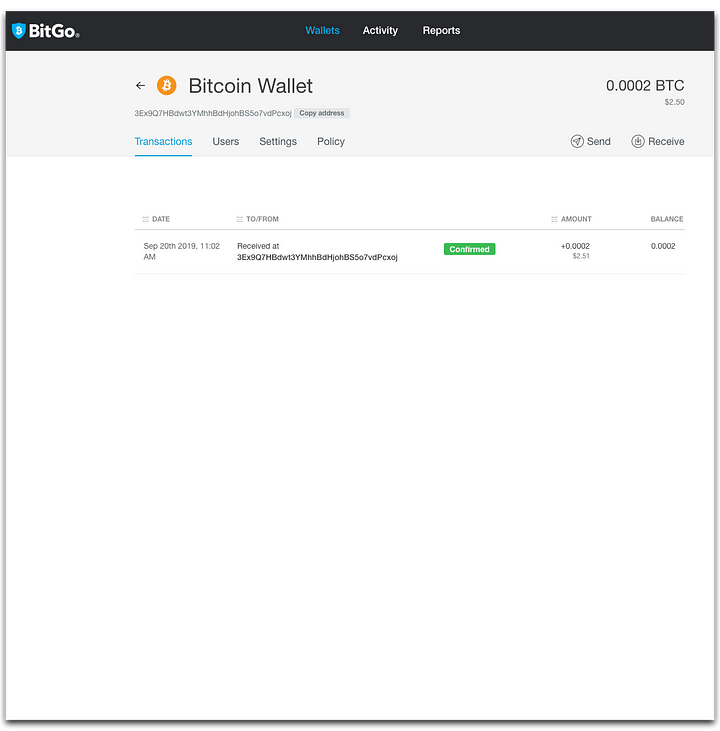 BitGo®
Wallets Activity Reports
Bitcoin Wallet 0.0002 BTC
$2.50
3Ex9Q7HBdwt3YMhhBdHjohBS5o7vdPcxoj Copy address
Transactions Users Settings Policy Send Receive
DATE TO/FROM AMOUNT BALANCE
Sep 20th 2019, 11:02 Received at Confirmed +0.0002 0.0002
AM 3Ex9Q7HBdwt3YMhhBdHjohBS5o7vdPcxoj $2.51